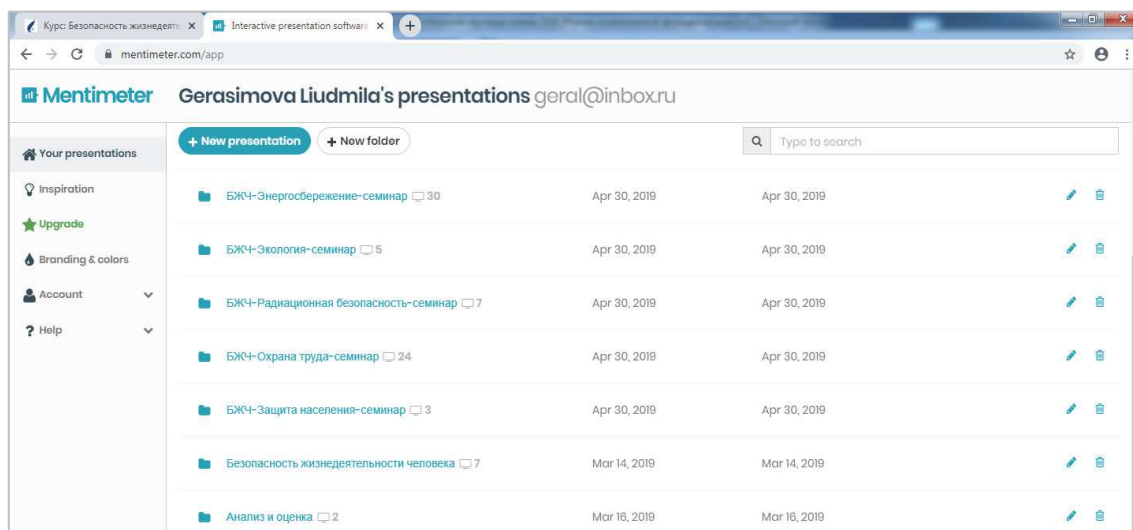 Курс: Безопасность жизнедеяте
Interactive presentation software
mentimeter.com/app
Mentimeter
Gerasimova Liudmila's presentations geral@inbox.ru
Your presentations
+ New presentation
+ New folder
Type to search
Inspiration
Upgrade
Branding & colors
Account
? Help
БЖЧ-Энергосбережение-семинар 30 Apr 30, 2019 Apr 30, 2019
БЖЧ-Экология-семинар 5 Apr 30, 2019 Apr 30, 2019
БЖЧ-Радиационная безопасность-семинар 7 Apr 30, 2019 Apr 30, 2019
БЖЧ-Охрана труда-семинар 24 Apr 30, 2019 Apr 30, 2019
БЖЧ-Защита населения-семинар 3 Apr 30, 2019 Apr 30, 2019
Безопасность жизнедеятельности человека 7 Mar 14, 2019 Mar 14, 2019
Анализ и оценка 2 Mar 16, 2019 Mar 16, 2019